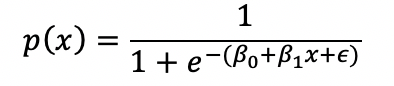 p(x) = 1 / (1 + e^−(β₀+β₁x+ϵ))